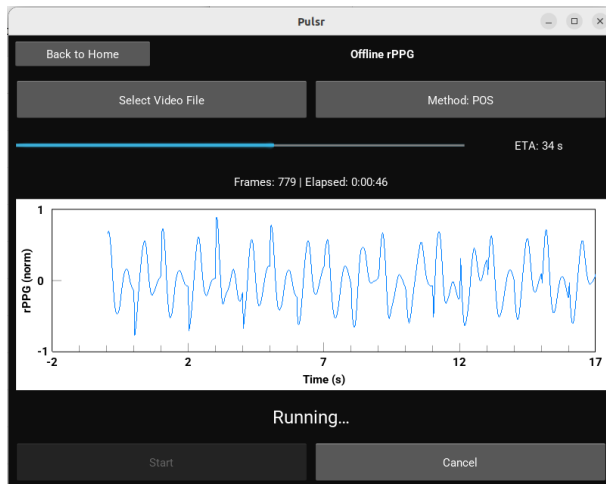 Pulsr
Back to Home
Offline rPPG
Select Video File
Method: POS
ETA: 34 s
Frames: 779 | Elapsed: 0:00:46
1
0
-1
rPPG (norm)
-2
2
7
12
17
Time (s)
Running...
Start
Cancel